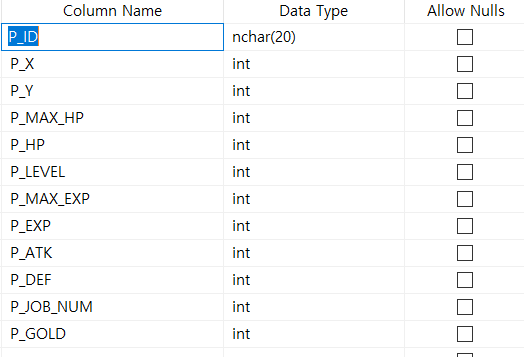 Column Name Data Type Allow Nulls
P_ID nchar(20)
P_X int
P_Y int
P_MAX_HP int
P_HP int
P_LEVEL int
P_MAX_EXP int
P_EXP int
P_ATK int
P_DEF int
P_JOB_NUM int
P_GOLD int